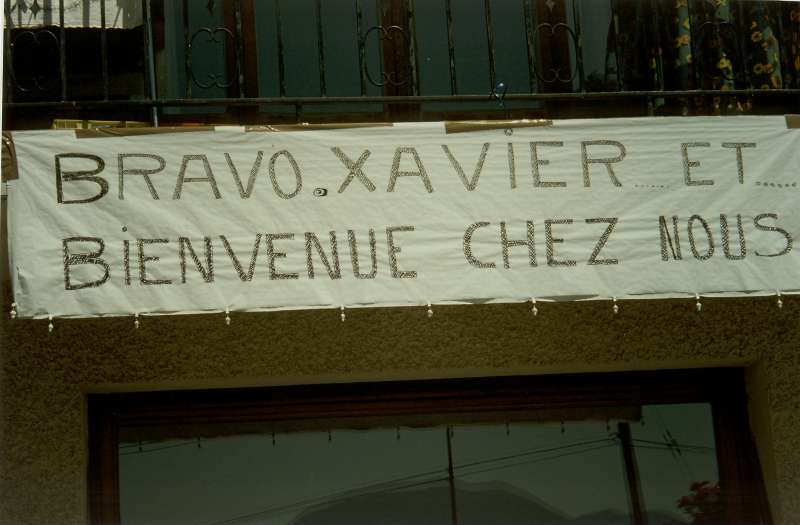 BRAVO.XAVIER......ET......
BIENVENUE CHEZ NOUS